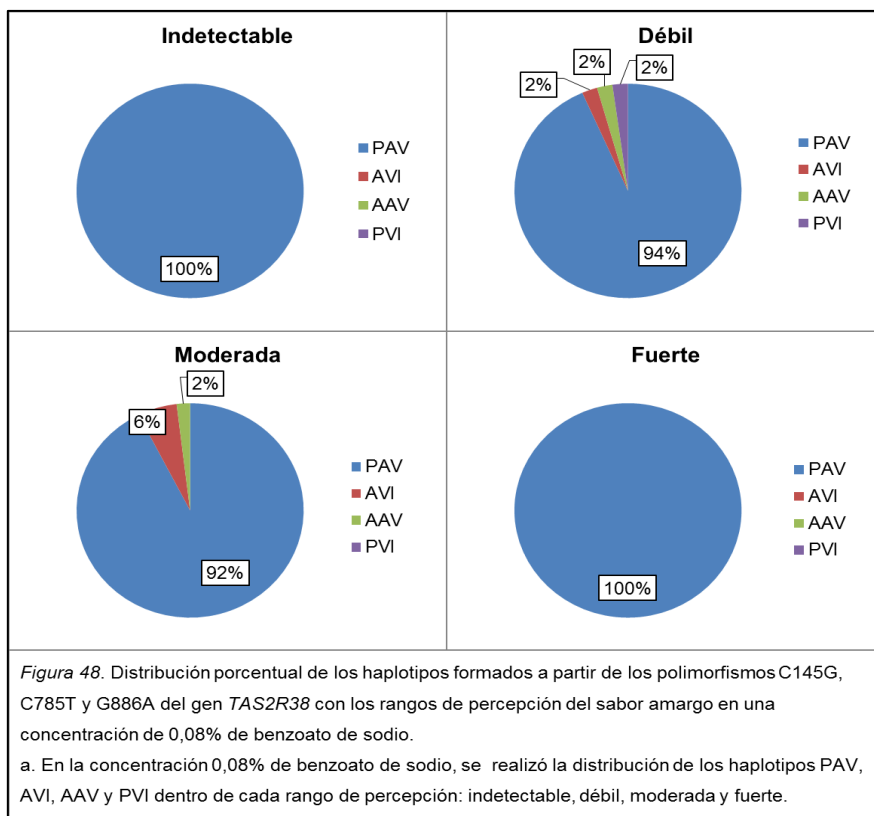 Indetectable
100%
PAV
AVI
AAV
PVI
Débil
2%
2%
2%
94%
PAV
AVI
AAV
PVI
Moderada
2%
6%
92%
PAV
AVI
AAV
PVI
Fuerte
100%
PAV
AVI
AAV
PVI
Figura 48. Distribución porcentual de los haplotipos formados a partir de los polimorfismos C145G,
C785T y G886A del gen TAS2R38 con los rangos de percepción del sabor amargo en una
concentración de 0,08% de benzoato de sodio.
a. En la concentración 0,08% de benzoato de sodio, se realizó la distribución de los haplotipos PAV,
AVI, AAV y PVI dentro de cada rango de percepción: indetectable, débil, moderada y fuerte.